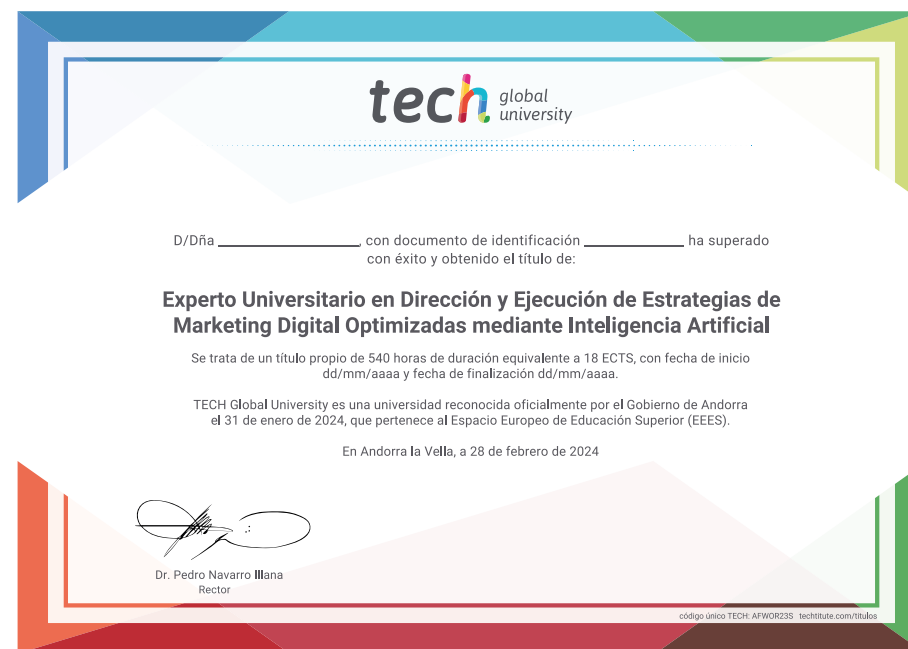 tech global university
D/Dña ________________, con documento de identificación ____________ ha superado
con éxito y obtenido el título de:
Experto Universitario en Dirección y Ejecución de Estrategias de
Marketing Digital Optimizadas mediante Inteligencia Artificial
Se trata de un título propio de 540 horas de duración equivalente a 18 ECTS, con fecha de inicio
dd/mm/aaaa y fecha de finalización dd/mm/aaaa.
TECH Global University es una universidad reconocida oficialmente por el Gobierno de Andorra
el 31 de enero de 2024, que pertenece al Espacio Europeo de Educación Superior (EEES).
En Andorra la Vella, a 28 de febrero de 2024
Dr. Pedro Navarro Illana
Rector
código único TECH: AFWOR23S techtitute.com/titulos